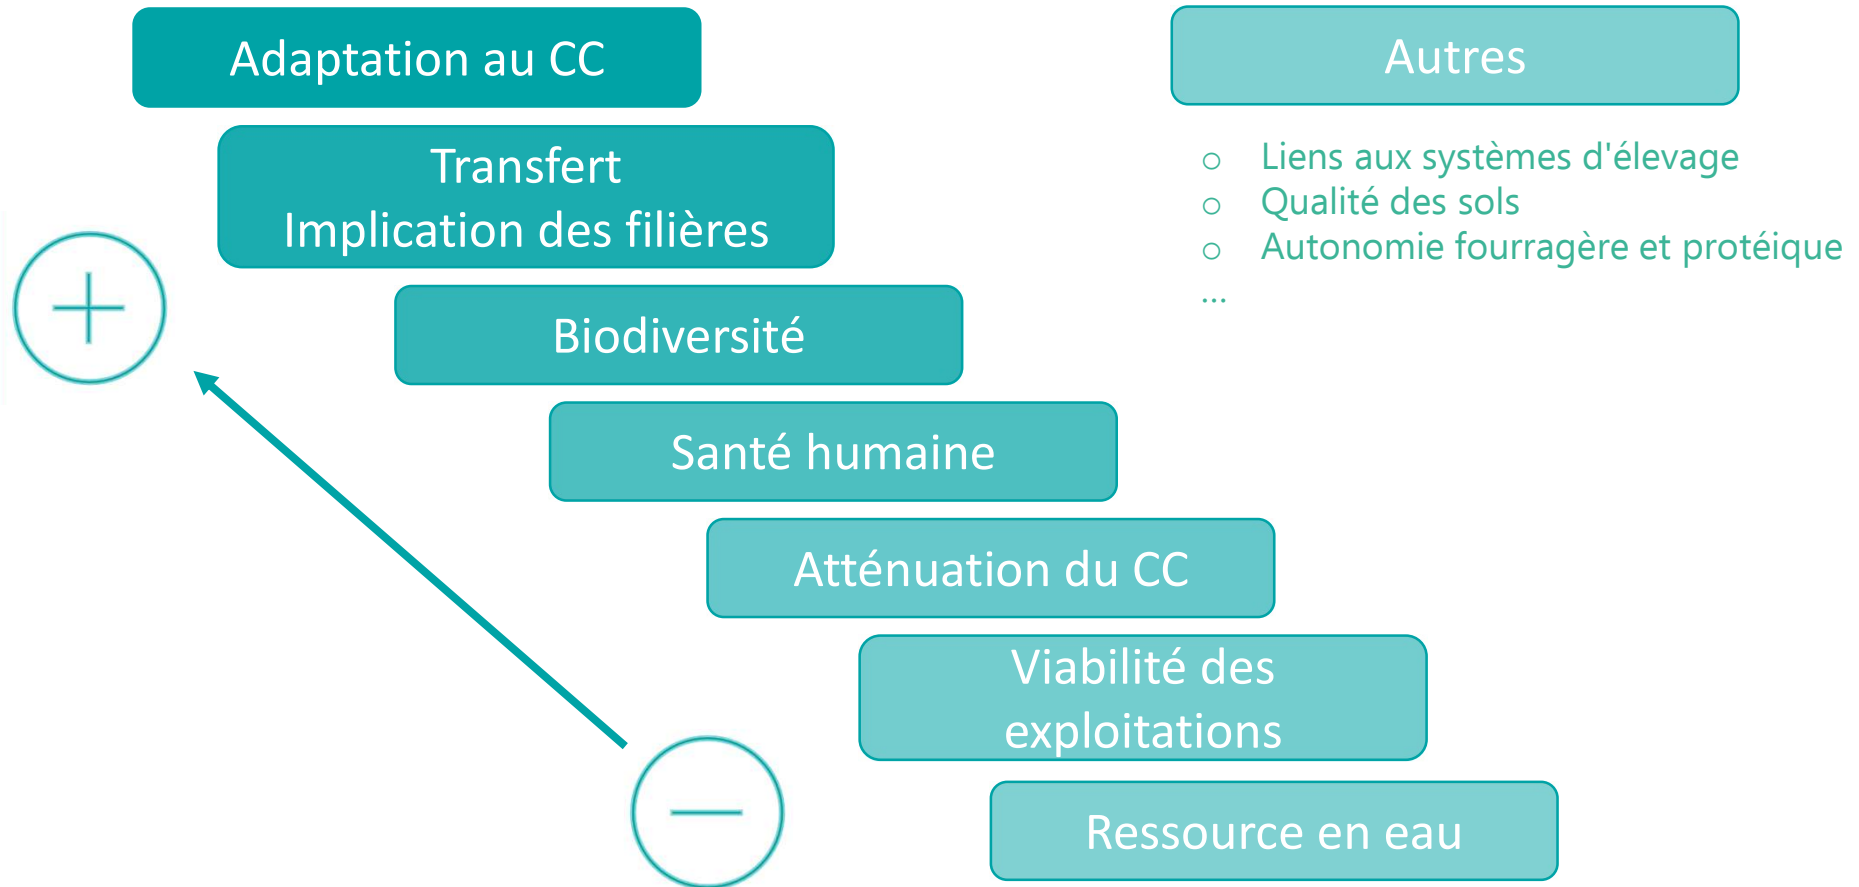 Adaptation au CC
Transfert
Implication des filières
Biodiversité
Santé humaine
Atténuation du CC
Viabilité des
exploitations
Ressource en eau
Autres
o Liens aux systèmes d'élevage
o Qualité des sols
o Autonomie fourragère et protéique
...